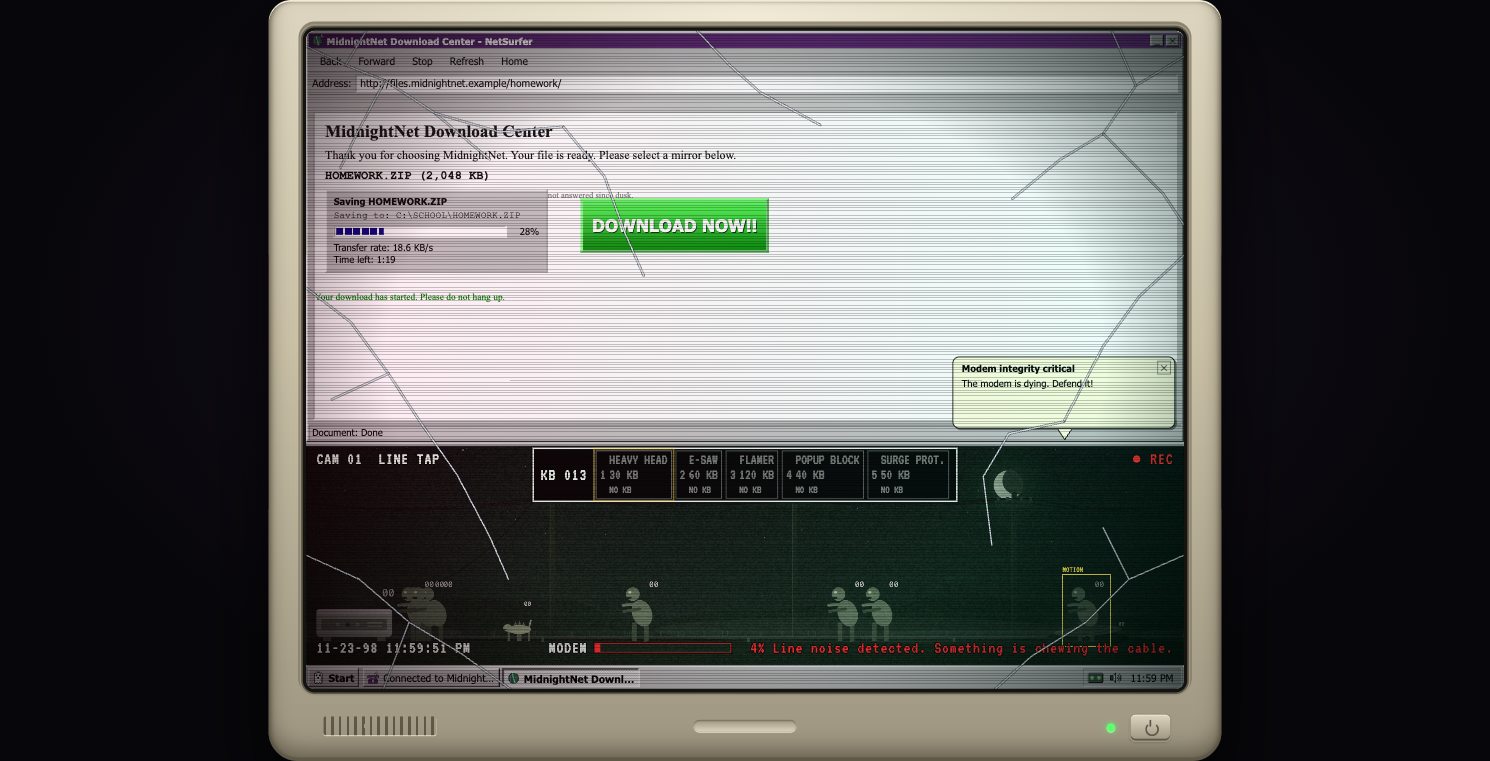 MidnightNet Download Center - NetSurfer
Back Forward Stop Refresh Home
Address: http://files.midnightnet.example/homework/
MidnightNet Download Center
Thank you for choosing MidnightNet. Your file is ready. Please select a mirror below.
HOMEWORK.ZIP (2,048 KB)
not answered since dusk.
Saving HOMEWORK.ZIP
Saving to: C:\SCHOOL\HOMEWORK.ZIP
28%
Transfer rate: 18.6 KB/s
Time left: 1:19
DOWNLOAD NOW!!
Your download has started. Please do not hang up.
Modem integrity critical
The modem is dying. Defend it!
Document: Done
CAM 01 LINE TAP
KB 013
HEAVY HEAD
1 30 KB
NO KB
E-SAW
2 60 KB
NO KB
FLAMER
3 120 KB
NO KB
POPUP BLOCK
4 40 KB
NO KB
SURGE PROT.
5 50 KB
NO KB
REC
MOTION
00 000000 00 00 00 00 00
11-23-98 11:59:51 PM
MODEM
4% Line noise detected. Something is chewing the cable.
Start
Connected to Midnight...
MidnightNet Downl...
11:59 PM